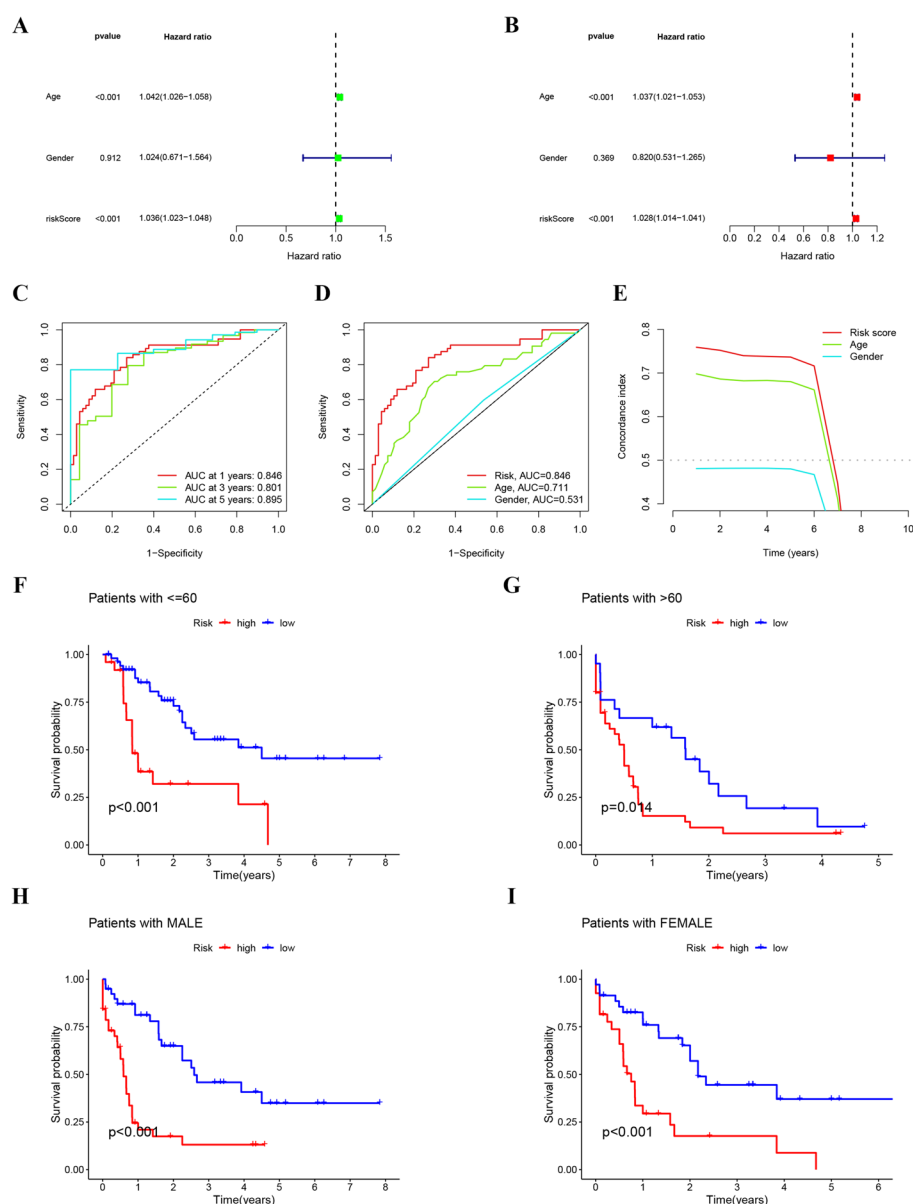 A
pvalue Hazard ratio
Age <0.001 1.042(1.026−1.058)
Gender 0.912 1.024(0.671−1.564)
riskScore <0.001 1.036(1.023−1.048)
0.0 0.5 1.0 1.5
Hazard ratio
B
pvalue Hazard ratio
Age <0.001 1.037(1.021−1.053)
Gender 0.369 0.820(0.531−1.265)
riskScore <0.001 1.028(1.014−1.041)
0.0 0.2 0.4 0.6 0.8 1.0 1.2
Hazard ratio
C
Sensitivity
1.0
0.8
0.6
0.4
0.2
0.0
AUC at 1 years: 0.846
AUC at 3 years: 0.801
AUC at 5 years: 0.895
0.0 0.2 0.4 0.6 0.8 1.0
1−Specificity
D
Sensitivity
1.0
0.8
0.6
0.4
0.2
0.0
Risk, AUC=0.846
Age, AUC=0.711
Gender, AUC=0.531
0.0 0.2 0.4 0.6 0.8 1.0
1−Specificity
E
Concordance index
0.8
0.7
0.6
0.5
0.4
Risk score
Age
Gender
0 2 4 6 8 10
Time (years)
F
Patients with <=60
Risk high low
Survival probability
1.00
0.75
0.50
0.25
0.00
p<0.001
0 1 2 3 4 5 6 7 8
Time(years)
G
Patients with >60
Risk high low
Survival probability
1.00
0.75
0.50
0.25
0.00
p=0.014
0 1 2 3 4 5
Time(years)
H
Patients with MALE
Risk high low
Survival probability
1.00
0.75
0.50
0.25
0.00
p<0.001
0 1 2 3 4 5 6 7 8
Time(years)
I
Patients with FEMALE
Risk high low
Survival probability
1.00
0.75
0.50
0.25
0.00
p<0.001
0 1 2 3 4 5 6
Time(years)